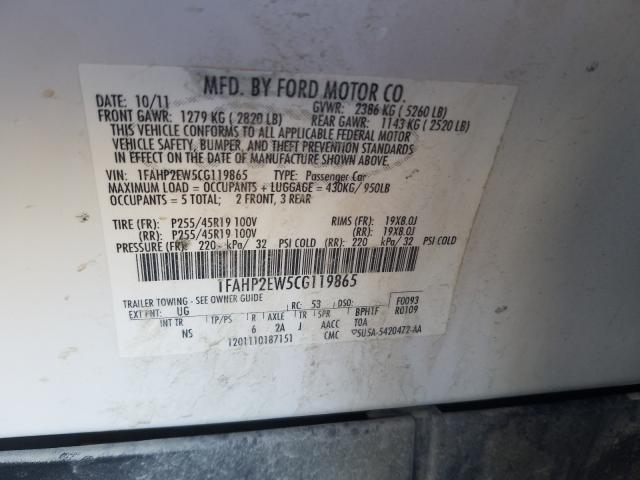 MFD. BY FORD MOTOR CO.
DATE: 10/11 GVWR: 2386 KG ( 5260 LB)
FRONT GAWR: 1279 KG ( 2820 LB) REAR GAWR: 1143 KG ( 2520 LB)
THIS VEHICLE CONFORMS TO ALL APPLICABLE FEDERAL MOTOR
VEHICLE SAFETY, BUMPER, AND THEFT PREVENTION STANDARDS
IN EFFECT ON THE DATE OF MANUFACTURE SHOWN ABOVE.
VIN: 1FAHP2EW5CG119865 TYPE: Passenger Car
MAXIMUM LOAD = OCCUPANTS + LUGGAGE = 430KG/ 950LB
OCCUPANTS = 5 TOTAL; 2 FRONT, 3 REAR
TIRE (FR): P255/45R19 100V RIMS (FR): 19X8.0J
(RR): P255/45R19 100V (RR): 19X8.0J
PRESSURE (FR) 220 kPa/ 32 PSI COLD (RR) 220 kPa/ 32 PSI COLD
1FAHP2EW5CG119865
TRAILER TOWING - SEE OWNER GUIDE
EXT PNT: UG RC: 53 DSO: F0093
INT TR TP/PS R AXLE TR SPR BPHTF R0109
NS 6 2A J AACC TOA
1201110187151 CMC 5U5A-5420472-AA